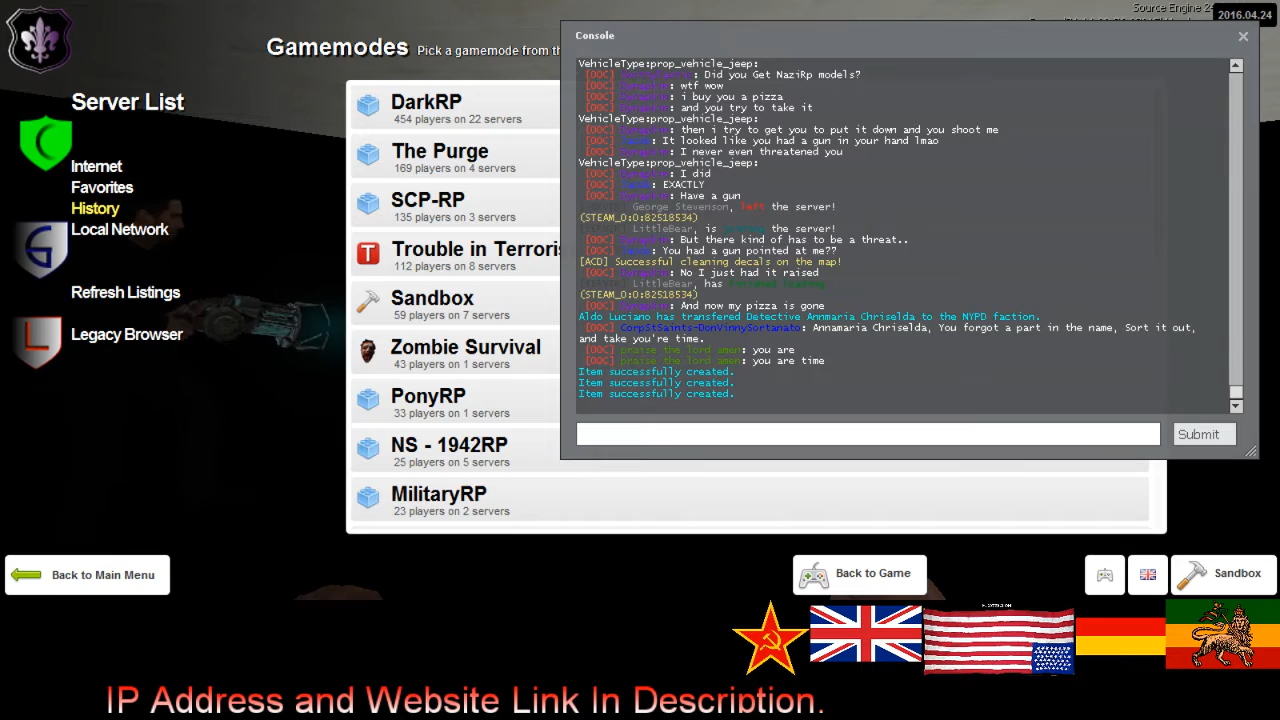 Source Engine 24
2016.04.24
Gamemodes Pick a gamemode from th
Console
Server List
Internet
Favorites
History
Local Network
Refresh Listings
Legacy Browser
DarkRP
454 players on 22 servers
The Purge
169 players on 4 servers
SCP-RP
135 players on 3 servers
Trouble in Terroris
112 players on 8 servers
Sandbox
59 players on 7 servers
Zombie Survival
43 players on 1 servers
PonyRP
33 players on 1 servers
NS - 1942RP
25 players on 5 servers
MilitaryRP
23 players on 2 servers
VehicleType:prop_vehicle_jeep:
[OOC] : Did you Get NaziRp models?
[OOC] : wtf wow
[OOC] : i buy you a pizza
[OOC] : and you try to take it
VehicleType:prop_vehicle_jeep:
[OOC] : then i try to get you to put it down and you shoot me
[OOC] : It looked like you had a gun in your hand lmao
[OOC] : I never even threatened you
VehicleType:prop_vehicle_jeep:
[OOC] : I did
[OOC] : EXACTLY
[OOC] : Have a gun
George Stevenson, left the server!
(STEAM_0:0:82518534)
LittleBear, is joining the server!
[OOC] : But there kind of has to be a threat..
[OOC] : You had a gun pointed at me??
[ACD] Successful cleaning decals on the map!
[OOC] : No I just had it raised
LittleBear, has finished loading
(STEAM_0:0:82518534)
[OOC] : And now my pizza is gone
Aldo Luciano has transfered Detective Annmaria Chriselda to the NYPD faction.
[OOC] CorpStSaints-DonVinnySortanato: Annamaria Chriselda, You forgot a part in the name, Sort it out,
and take you're time.
[OOC] praise the lord amen: you are
[OOC] praise the lord amen: you are time
Item successfully created.
Item successfully created.
Item successfully created.
Submit
Back to Main Menu
Back to Game
Sandbox
IP Address and Website Link In Description.